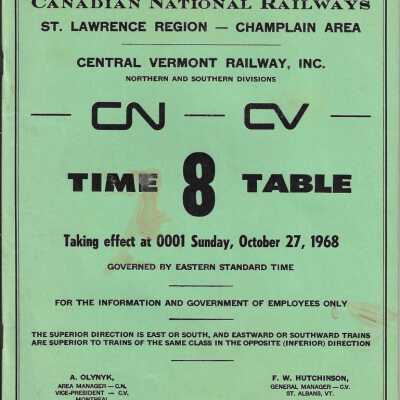 CANADIAN NATIONAL RAILWAYS
ST. LAWRENCE REGION — CHAMPLAIN AREA
CENTRAL VERMONT RAILWAY, INC.
NORTHERN AND SOUTHERN DIVISIONS
— CN — CV —
TIME 8 TABLE
Taking effect at 0001 Sunday, October 27, 1968
GOVERNED BY EASTERN STANDARD TIME
FOR THE INFORMATION AND GOVERNMENT OF EMPLOYEES ONLY
THE SUPERIOR DIRECTION IS EAST OR SOUTH, AND EASTWARD OR SOUTHWARD TRAINS
ARE SUPERIOR TO TRAINS OF THE SAME CLASS IN THE OPPOSITE (INFERIOR) DIRECTION
A. OLYNYK,
AREA MANAGER — C.N.
VICE-PRESIDENT — C.V.
MONTREAL
F. W. HUTCHINSON,
GENERAL MANAGER — C.V.
ST. ALBANS, VT.